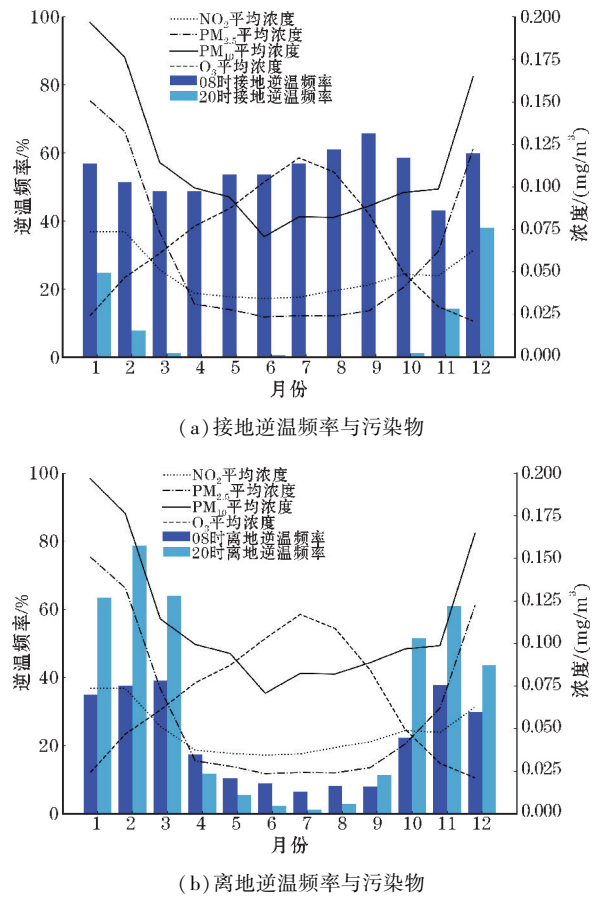 NO₂平均浓度
PM₂.₅平均浓度
PM₁₀平均浓度
O₃平均浓度
08时接地逆温频率
20时接地逆温频率
逆温频率/%
100
80
60
40
20
0
浓度/(mg/m³)
0.200
0.175
0.150
0.125
0.100
0.075
0.050
0.025
0.000
1 2 3 4 5 6 7 8 9 10 11 12
月份
(a)接地逆温频率与污染物
NO₂平均浓度
PM₂.₅平均浓度
PM₁₀平均浓度
O₃平均浓度
08时离地逆温频率
20时离地逆温频率
逆温频率/%
100
80
60
40
20
0
浓度/(mg/m³)
0.200
0.175
0.150
0.125
0.100
0.075
0.050
0.025
0.000
1 2 3 4 5 6 7 8 9 10 11 12
月份
(b)离地逆温频率与污染物